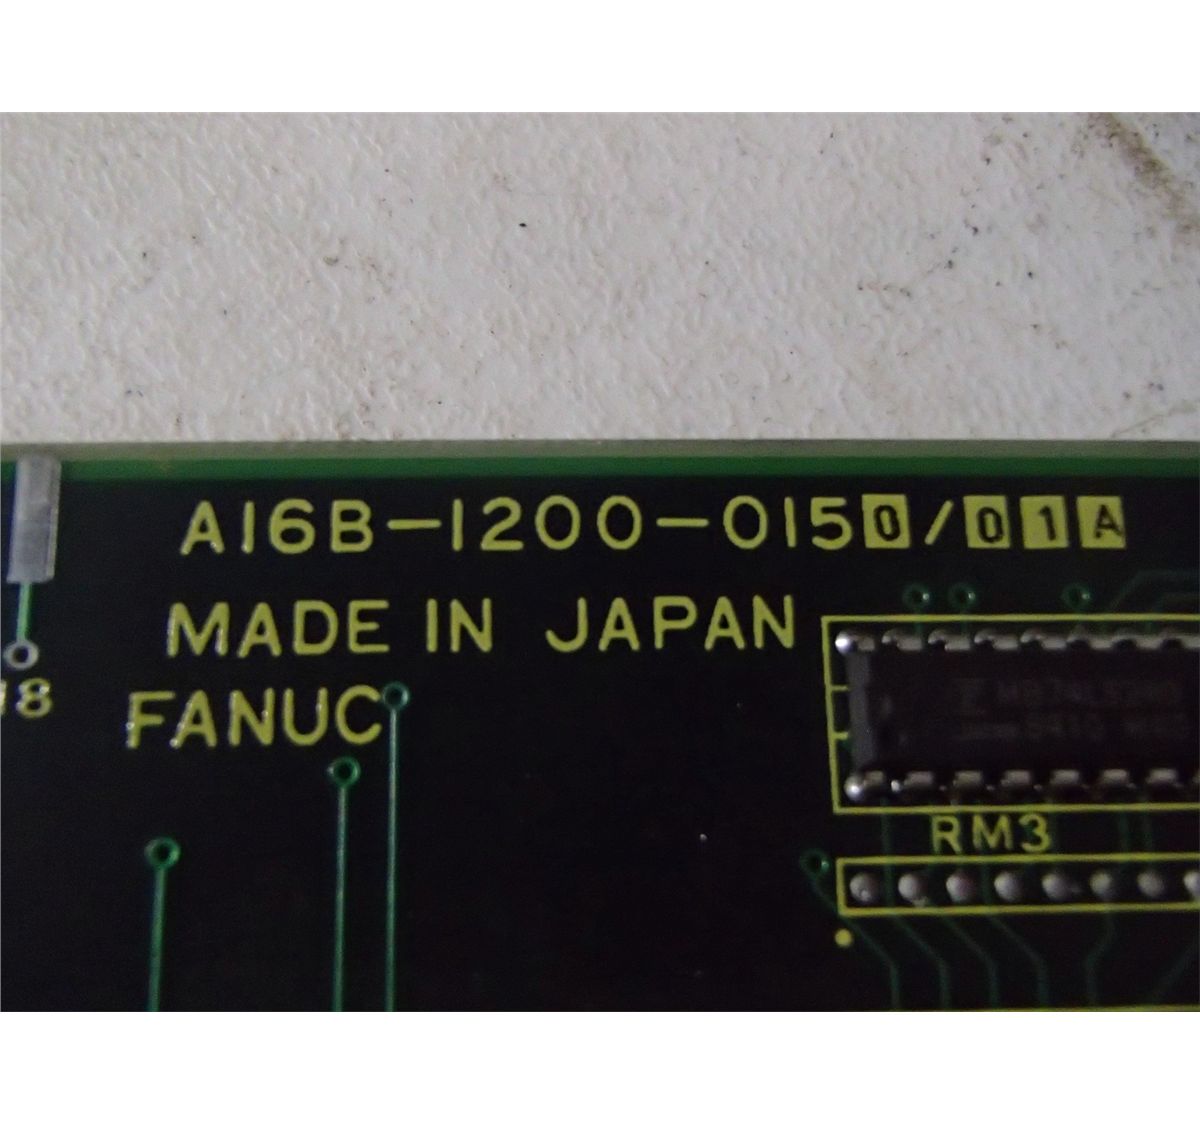 A16B-1200-0150/01A
MADE IN JAPAN
FANUC
RM3